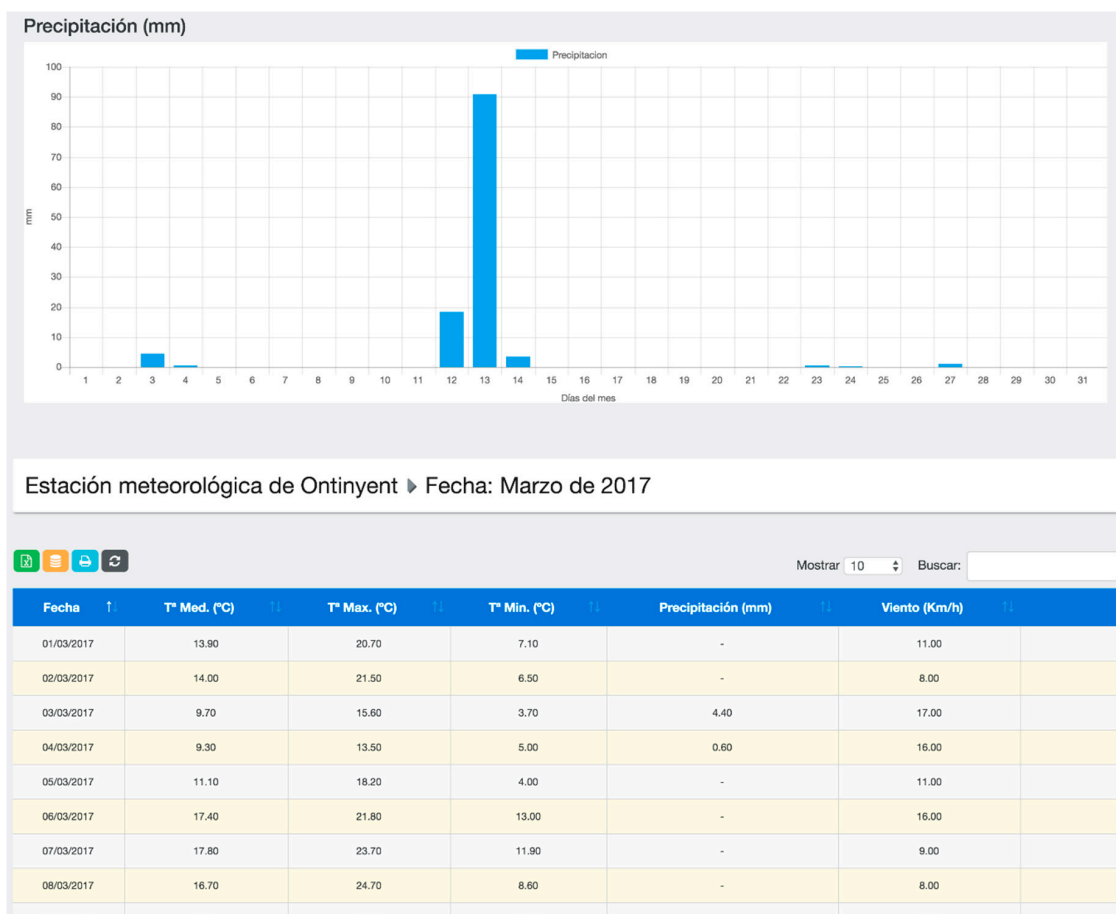 Precipitación (mm)
Precipitacion
100
90
80
70
60
50
40
30
20
10
0
mm
1 2 3 4 5 6 7 8 9 10 11 12 13 14 15 16 17 18 19 20 21 22 23 24 25 26 27 28 29 30 31
Días del mes
Estación meteorológica de Ontinyent ▶ Fecha: Marzo de 2017
Mostrar 10 Buscar:
Fecha Tª Med. (ºC) Tª Max. (ºC) Tª Min. (ºC) Precipitación (mm) Viento (Km/h)
01/03/2017 13.90 20.70 7.10 - 11.00
02/03/2017 14.00 21.50 6.50 - 8.00
03/03/2017 9.70 15.60 3.70 4.40 17.00
04/03/2017 9.30 13.50 5.00 0.60 16.00
05/03/2017 11.10 18.20 4.00 - 11.00
06/03/2017 17.40 21.80 13.00 - 16.00
07/03/2017 17.80 23.70 11.90 - 9.00
08/03/2017 16.70 24.70 8.60 - 8.00